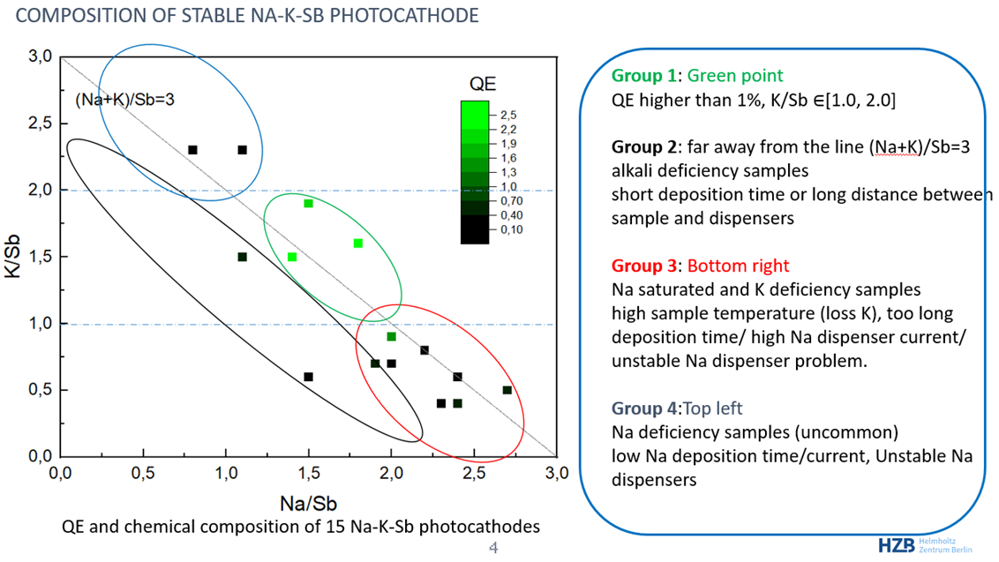 COMPOSITION OF STABLE NA-K-SB PHOTOCATHODE
3,0
2,5
2,0
1,5
1,0
0,5
0,0
K/Sb
(Na+K)/Sb=3
QE
2,5
2,2
1,9
1,6
1,3
1,0
0,70
0,40
0,10
0,0
0,5
1,0
1,5
2,0
2,5
3,0
Na/Sb
QE and chemical composition of 15 Na-K-Sb photocathodes
Group 1: Green point
QE higher than 1%, K/Sb ∈[1.0, 2.0]
Group 2: far away from the line (Na+K)/Sb=3
alkali deficiency samples
short deposition time or long distance between
sample and dispensers
Group 3: Bottom right
Na saturated and K deficiency samples
high sample temperature (loss K), too long
deposition time/ high Na dispenser current/
unstable Na dispenser problem.
Group 4:Top left
Na deficiency samples (uncommon)
low Na deposition time/current, Unstable Na
dispensers
4
HZB Helmholtz
Zentrum Berlin